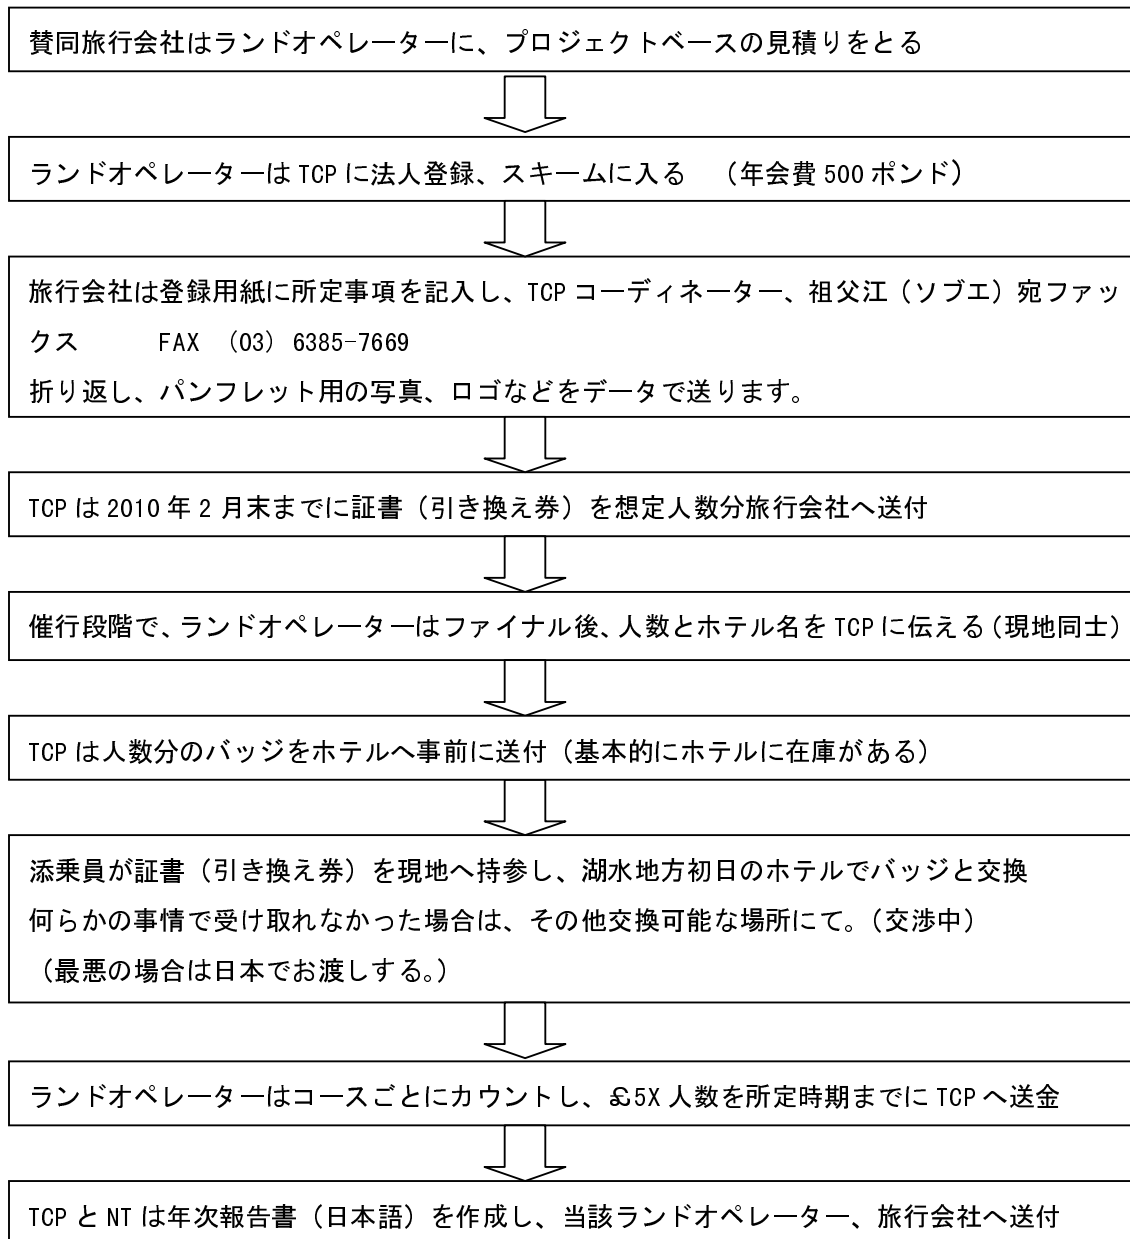 賛同旅行会社はランドオペレーターに、プロジェクトベースの見積りをとる
ランドオペレーターは TCP に法人登録、スキームに入る　（年会費 500 ポンド）
旅行会社は登録用紙に所定事項を記入し、TCP コーディネーター、祖父江（ソブエ）宛ファッ
クス　　　FAX　(03) 6385-7669
折り返し、パンフレット用の写真、ロゴなどをデータで送ります。
TCP は 2010 年 2 月末までに証書（引き換え券）を想定人数分旅行会社へ送付
催行段階で、ランドオペレーターはファイナル後、人数とホテル名を TCP に伝える（現地同士）
TCP は人数分のバッジをホテルへ事前に送付（基本的にホテルに在庫がある）
添乗員が証書（引き換え券）を現地へ持参し、湖水地方初日のホテルでバッジと交換
何らかの事情で受け取れなかった場合は、その他交換可能な場所にて。（交渉中）
（最悪の場合は日本でお渡しする。）
ランドオペレーターはコースごとにカウントし、£5X 人数を所定時期までに TCP へ送金
TCP と NT は年次報告書（日本語）を作成し、当該ランドオペレーター、旅行会社へ送付